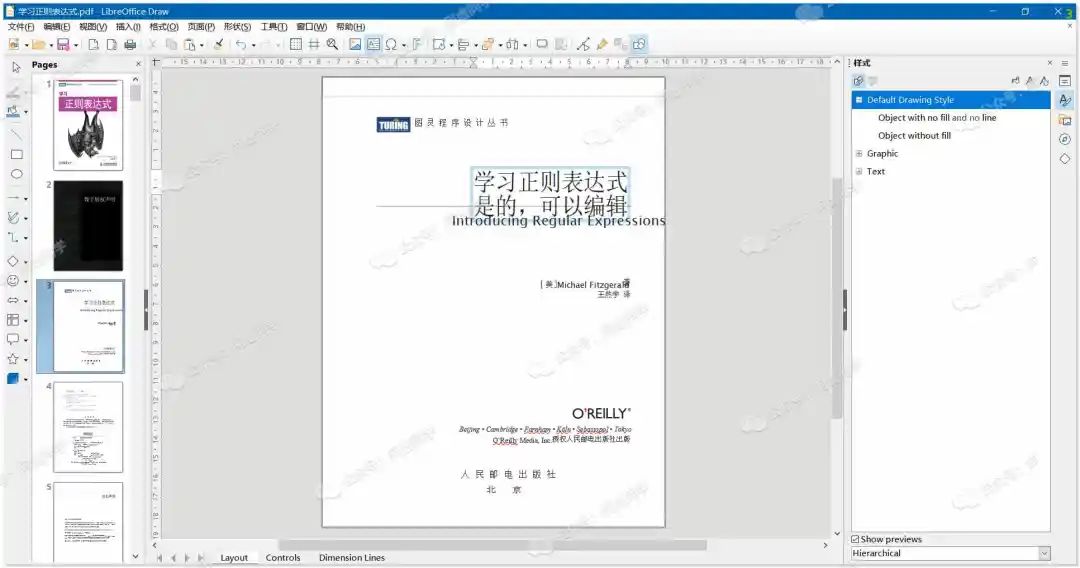 学习正则表达式.pdf - LibreOffice Draw
文件(F) 编辑(E) 视图(V) 插入(I) 格式(O) 页面(P) 形状(S) 工具(T) 窗口(W) 帮助(H)
Pages
1
学习
正则表达式
2
数字版权声明
3
4
5
TURING 图灵程序设计丛书
学习正则表达式
是的，可以编辑
Introducing Regular Expressions
[美]Michael Fitzgerald 著
王热宇 译
O'REILLY®
Beijing • Cambridge • Farnham • Köln • Sebastopol • Tokyo
O'Reilly Media, Inc.授权人民邮电出版社出版
人民邮电出版社
北 京
Layout Controls Dimension Lines
样式
Default Drawing Style
Object with no fill and no line
Object without fill
Graphic
Text
Show previews
Hierarchical